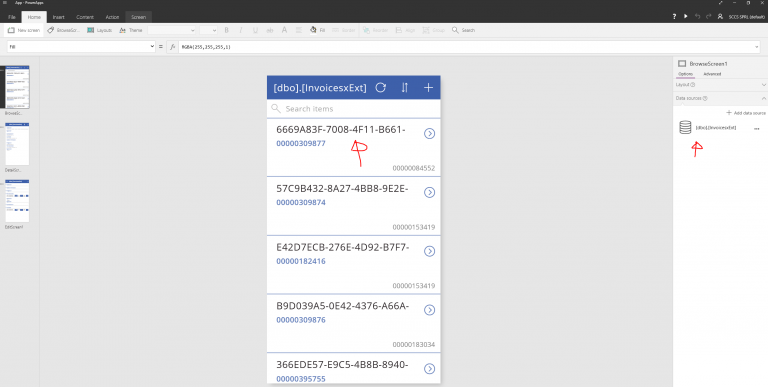 App - PowerApps
File Home Insert Content Action Screen
SCCS SPRL (default)
New screen BrowseScr... Layouts Theme Fill Border Reorder Align Group Search
Fill = fx RGBA(255,255,255,1)
BrowseSc...
DetailScr...
EditScreen1
[dbo].[InvoicesxExt]
Search items
6669A83F-7008-4F11-B661-
00000309877
00000084552
57C9B432-8A27-4BB8-9E2E-
00000309874
00000153419
E42D7ECB-276E-4D92-B7F7-
00000182416
00000153419
B9D039A5-0E42-4376-A66A-
00000309876
00000183034
366EDE57-E9C5-4B8B-8940-
00000395755
BrowseScreen1
Options Advanced
Layout
Data sources
Add data source
[dbo].[InvoicesxExt] ...